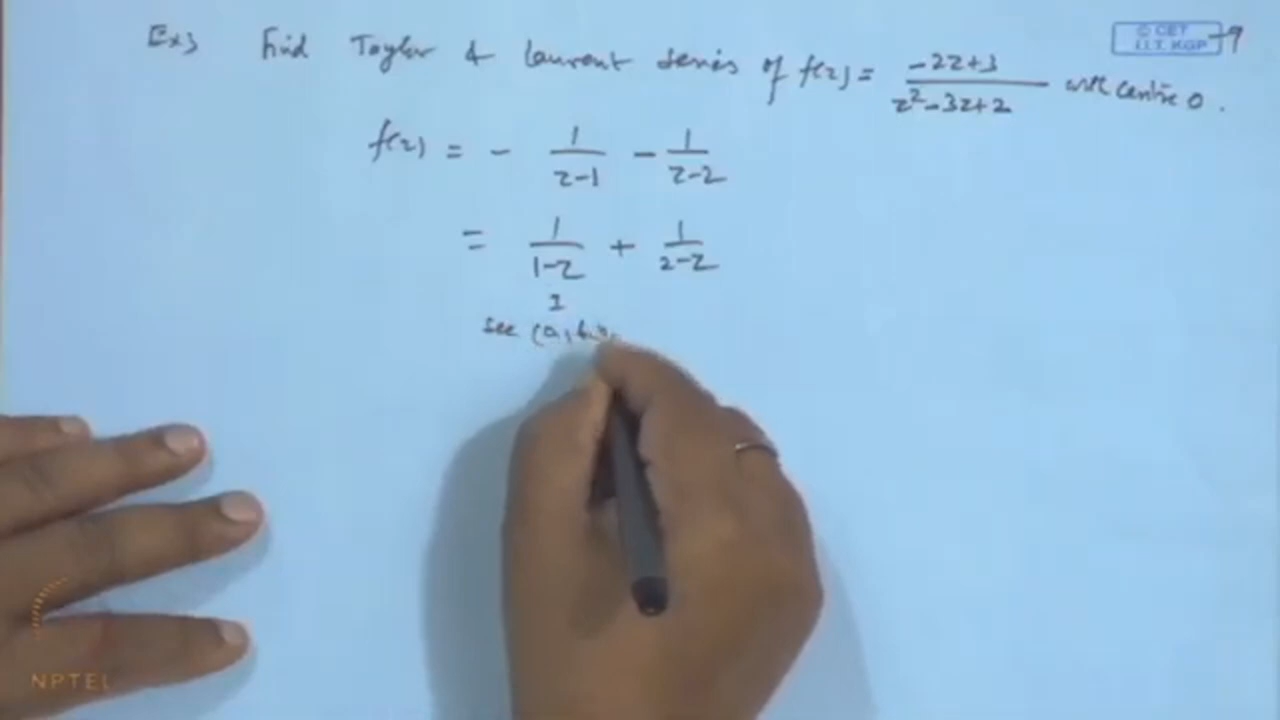 Ex3 Find Taylor & Laurent series of f(z) = (-2z+3)/(z²-3z+2) with centre 0.
© CET
I.I.T. KGP
-9
f(z) = - 1/(z-1) - 1/(z-2)
= 1/(1-z) + 1/(2-z)
I
see (a,
NPTEL